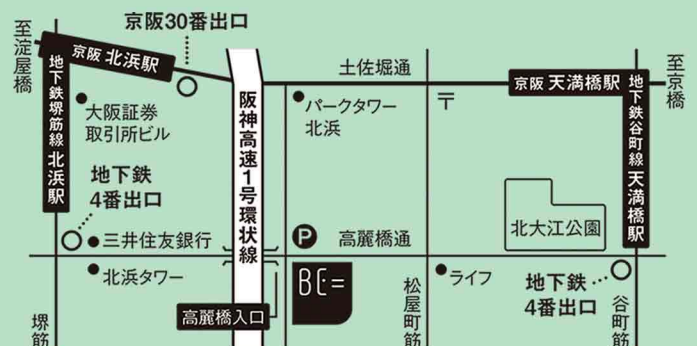 京阪30番出口
至淀屋橋
京阪 北浜駅
地下鉄堺筋線 北浜駅
大阪証券
取引所ビル
地下鉄
4番出口
三井住友銀行
北浜タワー
堺筋
阪神高速1号環状線
高麗橋入口
土佐堀通
パークタワー
北浜
〒
P
高麗橋通
BE=
松屋町筋
ライフ
京阪 天満橋駅
至京橋
地下鉄谷町線 天満橋駅
北大江公園
地下鉄
4番出口
谷町筋